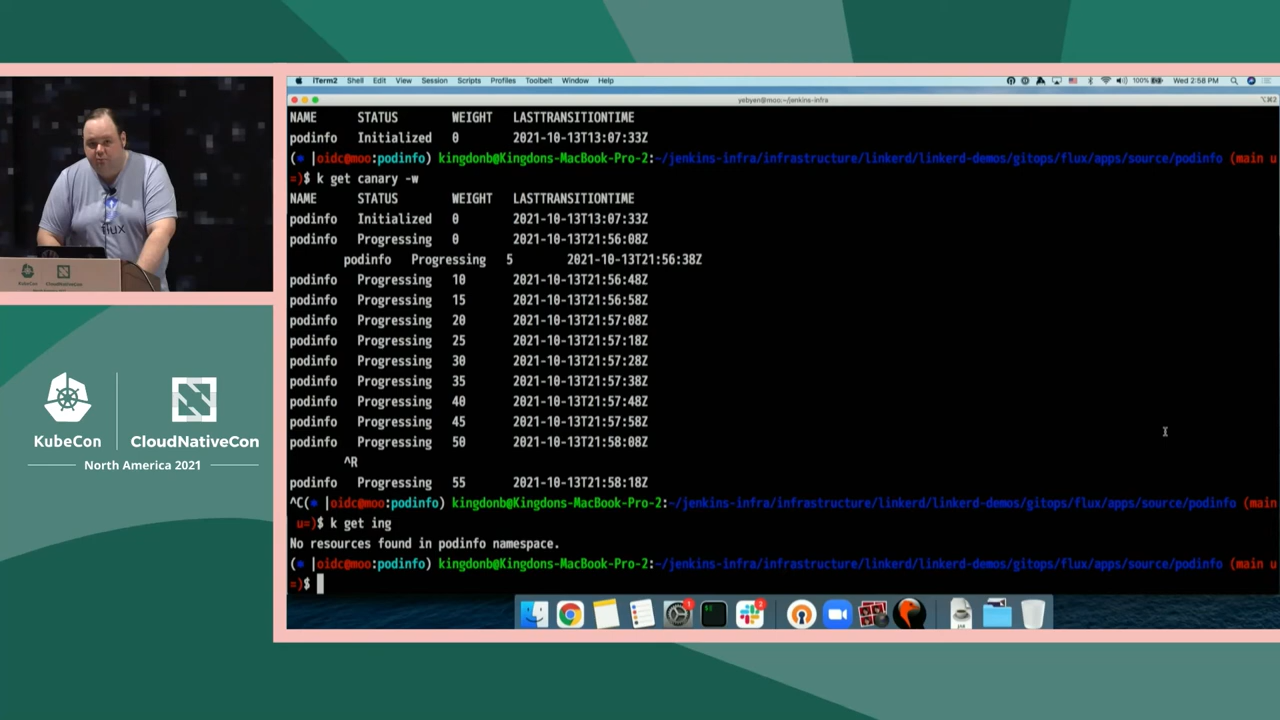 iTerm2 Shell Edit View Session Scripts Profiles Toolbelt Window Help 100% Wed 2:58 PM
yebyen@moo:~/jenkins-infra
NAME STATUS WEIGHT LASTTRANSITIONTIME
podinfo Initialized 0 2021-10-13T13:07:33Z
(⎈ |oidc@moo:podinfo) kingdonb@Kingdons-MacBook-Pro-2:~/jenkins-infra/infrastructure/linkerd/linkerd-demos/gitops/flux/apps/source/podinfo (main u
=)$ k get canary -w
NAME STATUS WEIGHT LASTTRANSITIONTIME
podinfo Initialized 0 2021-10-13T13:07:33Z
podinfo Progressing 0 2021-10-13T21:56:08Z
podinfo Progressing 5 2021-10-13T21:56:38Z
podinfo Progressing 10 2021-10-13T21:56:48Z
podinfo Progressing 15 2021-10-13T21:56:58Z
podinfo Progressing 20 2021-10-13T21:57:08Z
podinfo Progressing 25 2021-10-13T21:57:18Z
podinfo Progressing 30 2021-10-13T21:57:28Z
podinfo Progressing 35 2021-10-13T21:57:38Z
podinfo Progressing 40 2021-10-13T21:57:48Z
podinfo Progressing 45 2021-10-13T21:57:58Z
podinfo Progressing 50 2021-10-13T21:58:08Z
^R
podinfo Progressing 55 2021-10-13T21:58:18Z
^C(⎈ |oidc@moo:podinfo) kingdonb@Kingdons-MacBook-Pro-2:~/jenkins-infra/infrastructure/linkerd/linkerd-demos/gitops/flux/apps/source/podinfo (main
u=)$ k get ing
No resources found in podinfo namespace.
(⎈ |oidc@moo:podinfo) kingdonb@Kingdons-MacBook-Pro-2:~/jenkins-infra/infrastructure/linkerd/linkerd-demos/gitops/flux/apps/source/podinfo (main u
=)$
flux
KubeCon CloudNativeCon
KubeCon CloudNativeCon
North America 2021